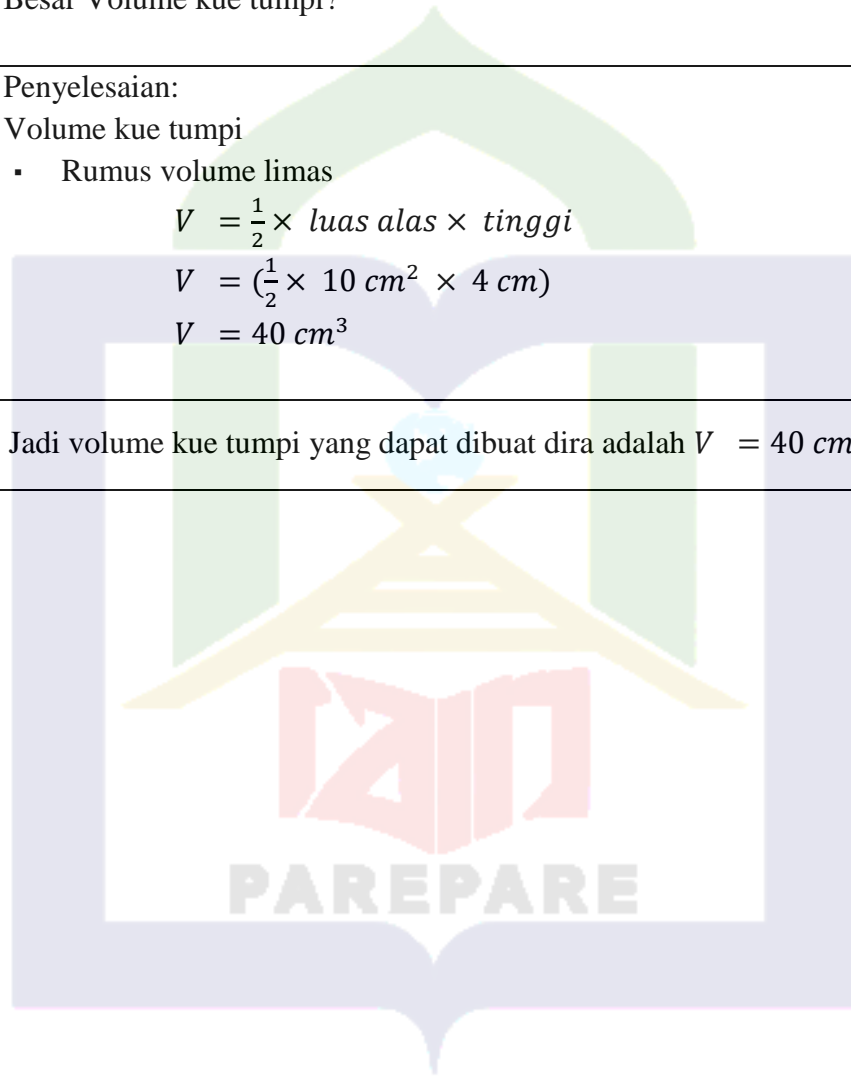 Besar Volume kue tumpi?
Penyelesaian:
Volume kue tumpi
▪ Rumus volume limas
V = 1/2 × luas alas × tinggi
V = (1/2 × 10 cm² × 4 cm)
V = 40 cm³
Jadi volume kue tumpi yang dapat dibuat dira adalah V = 40 cm
iain
PAREPARE